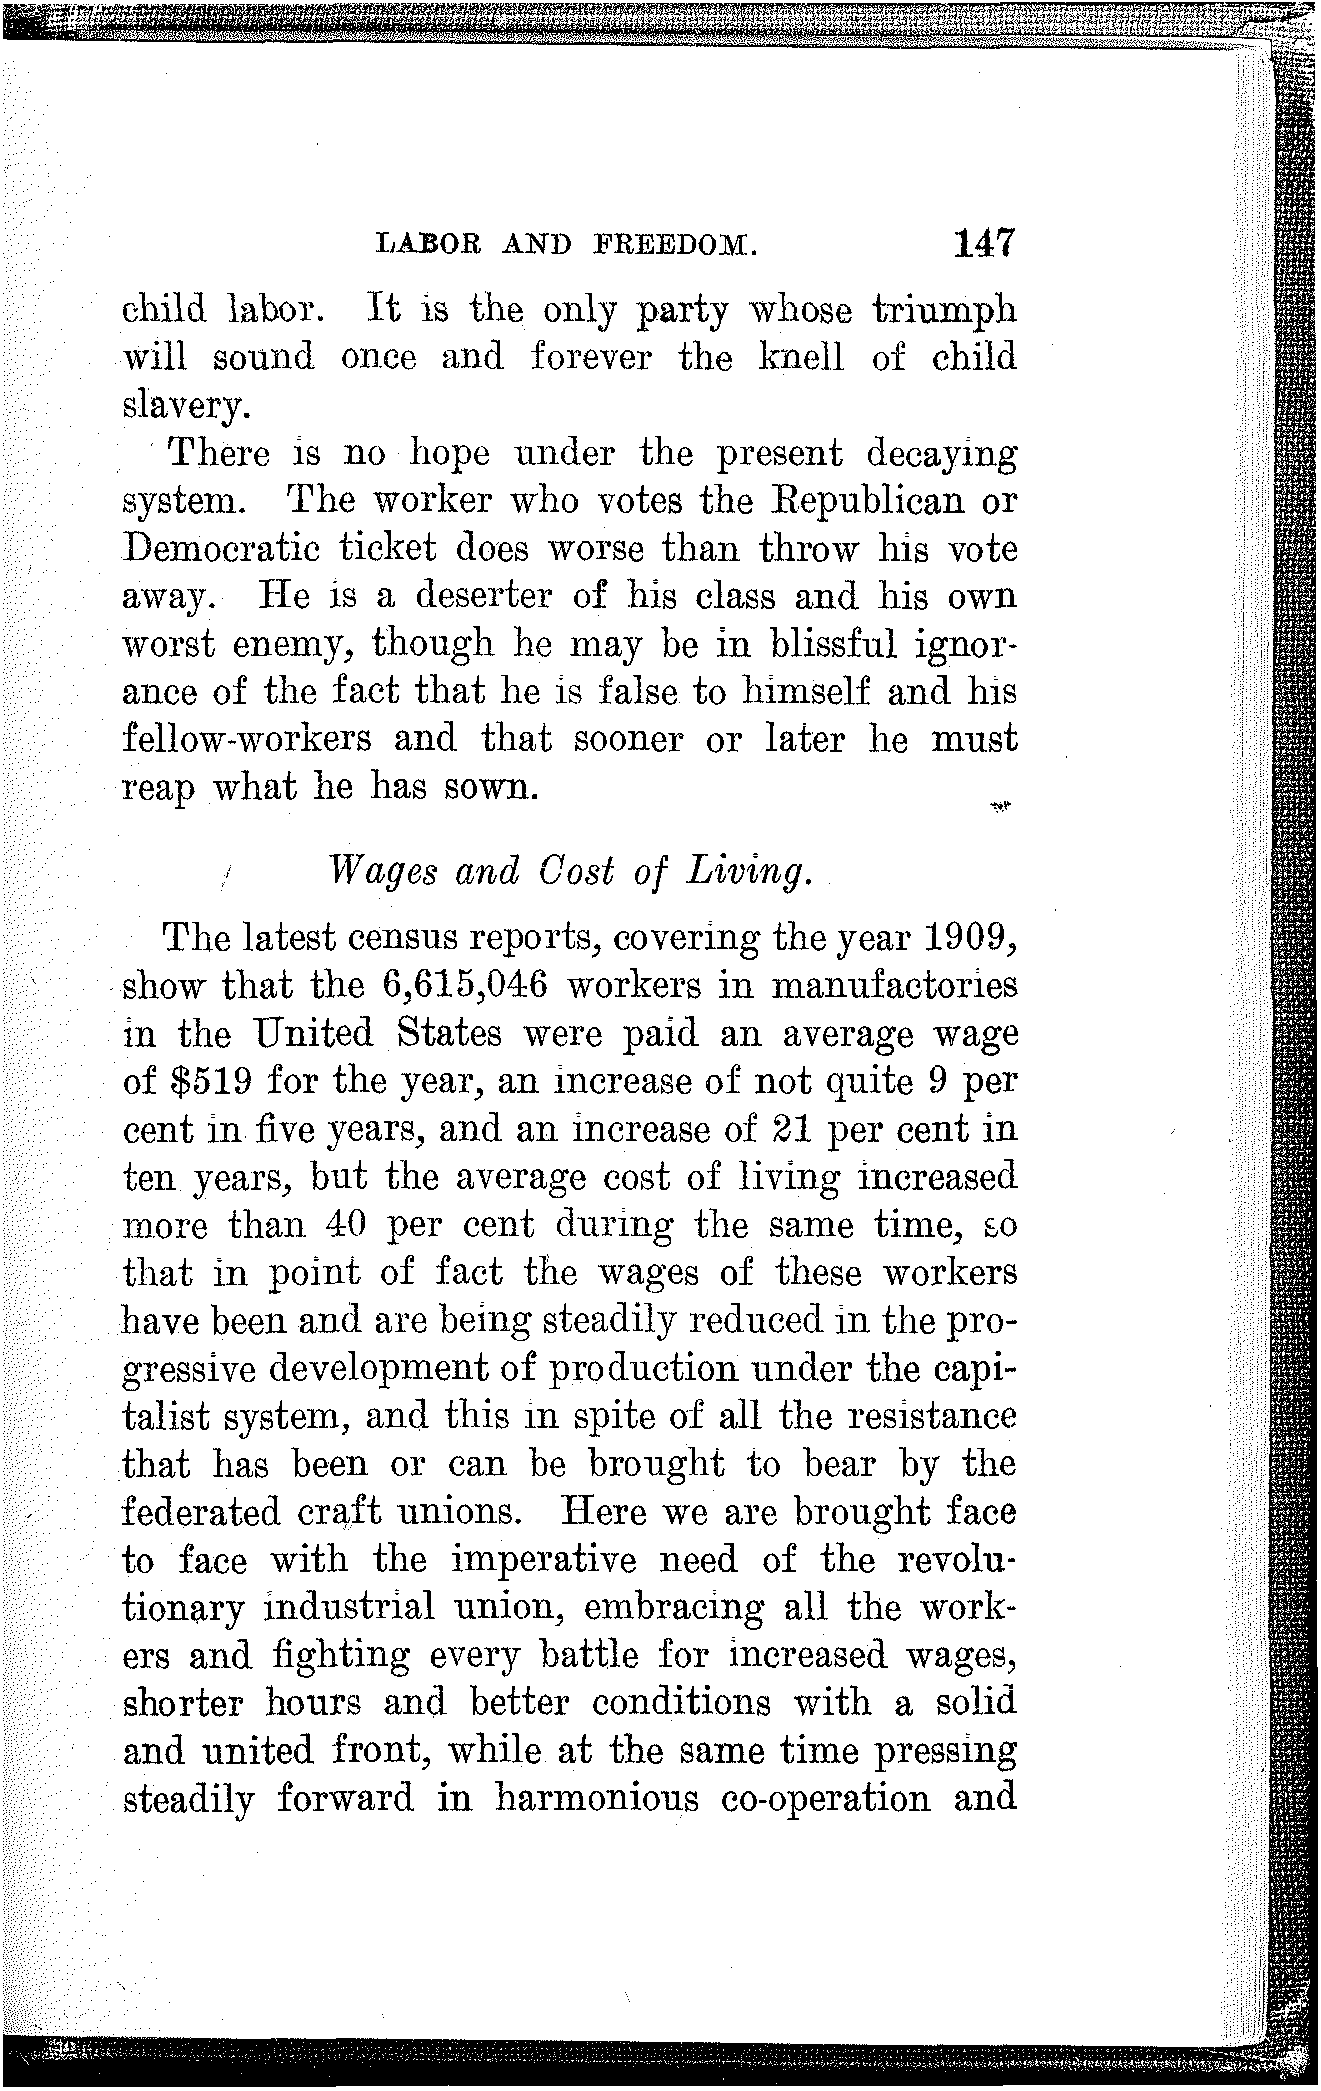 LABOR AND FREEDOM. 147
child labor. It is the only party whose triumph
will sound once and forever the knell of child
slavery.
There is no hope under the present decaying
system. The worker who votes the Republican or
Democratic ticket does worse than throw his vote
away. He is a deserter of his class and his own
worst enemy, though he may be in blissful ignor-
ance of the fact that he is false to himself and his
fellow-workers and that sooner or later he must
reap what he has sown.
Wages and Cost of Living.
The latest census reports, covering the year 1909,
show that the 6,615,046 workers in manufactories
in the United States were paid an average wage
of $519 for the year, an increase of not quite 9 per
cent in five years, and an increase of 21 per cent in
ten years, but the average cost of living increased
more than 40 per cent during the same time, so
that in point of fact the wages of these workers
have been and are being steadily reduced in the pro-
gressive development of production under the capi-
talist system, and this in spite of all the resistance
that has been or can be brought to bear by the
federated craft unions. Here we are brought face
to face with the imperative need of the revolu-
tionary industrial union, embracing all the work-
ers and fighting every battle for increased wages,
shorter hours and better conditions with a solid
and united front, while at the same time pressing
steadily forward in harmonious co-operation and